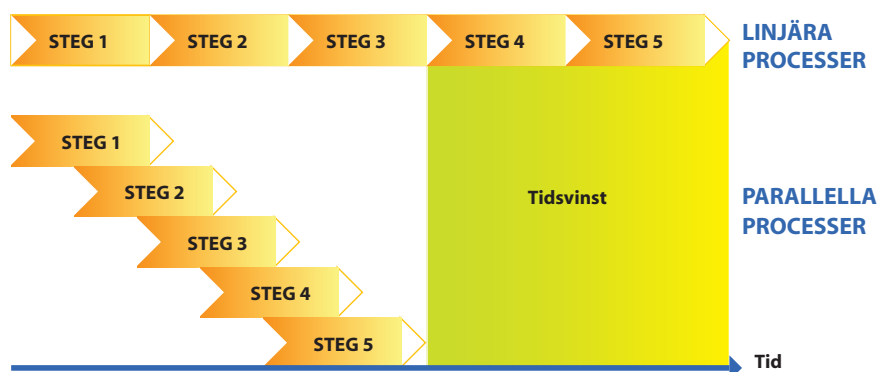 STEG 1 STEG 2 STEG 3 STEG 4 STEG 5
LINJÄRA
PROCESSER
STEG 1
STEG 2
STEG 3
STEG 4
STEG 5
Tidsvinst
PARALLELLA
PROCESSER
Tid